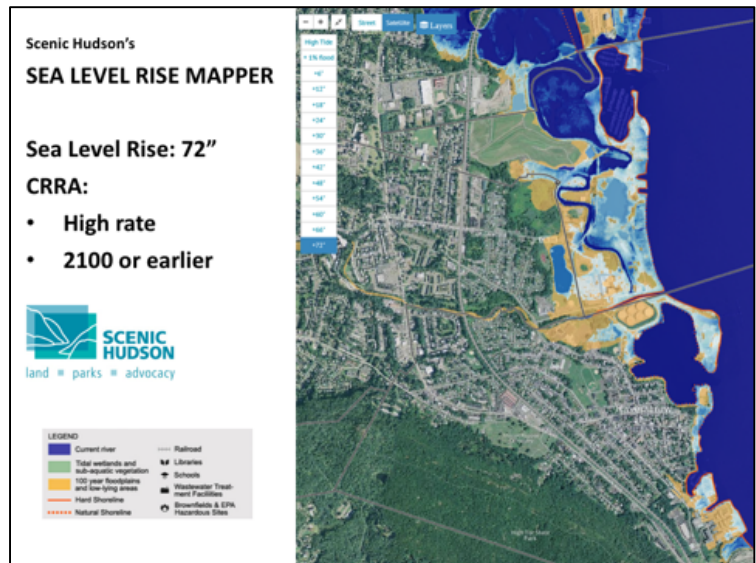 Scenic Hudson's
SEA LEVEL RISE MAPPER
Sea Level Rise: 72”
CRRA:
• High rate
• 2100 or earlier
SCENIC
HUDSON
land ■ parks ■ advocacy
LEGEND
Current river
Tidal wetlands and
sub-aquatic vegetation
100 year floodplains
and low-lying areas
Hard Shoreline
Natural Shoreline
Railroad
Libraries
Schools
Wastewater Treat-
ment Facilities
Brownfields & EPA
Hazardous Sites
Street
Satellite
Layers
High Tide
+ 1% flood
+6"
+12"
+18"
+24"
+30"
+36"
+42"
+48"
+54"
+60"
+66"
+72"
Park